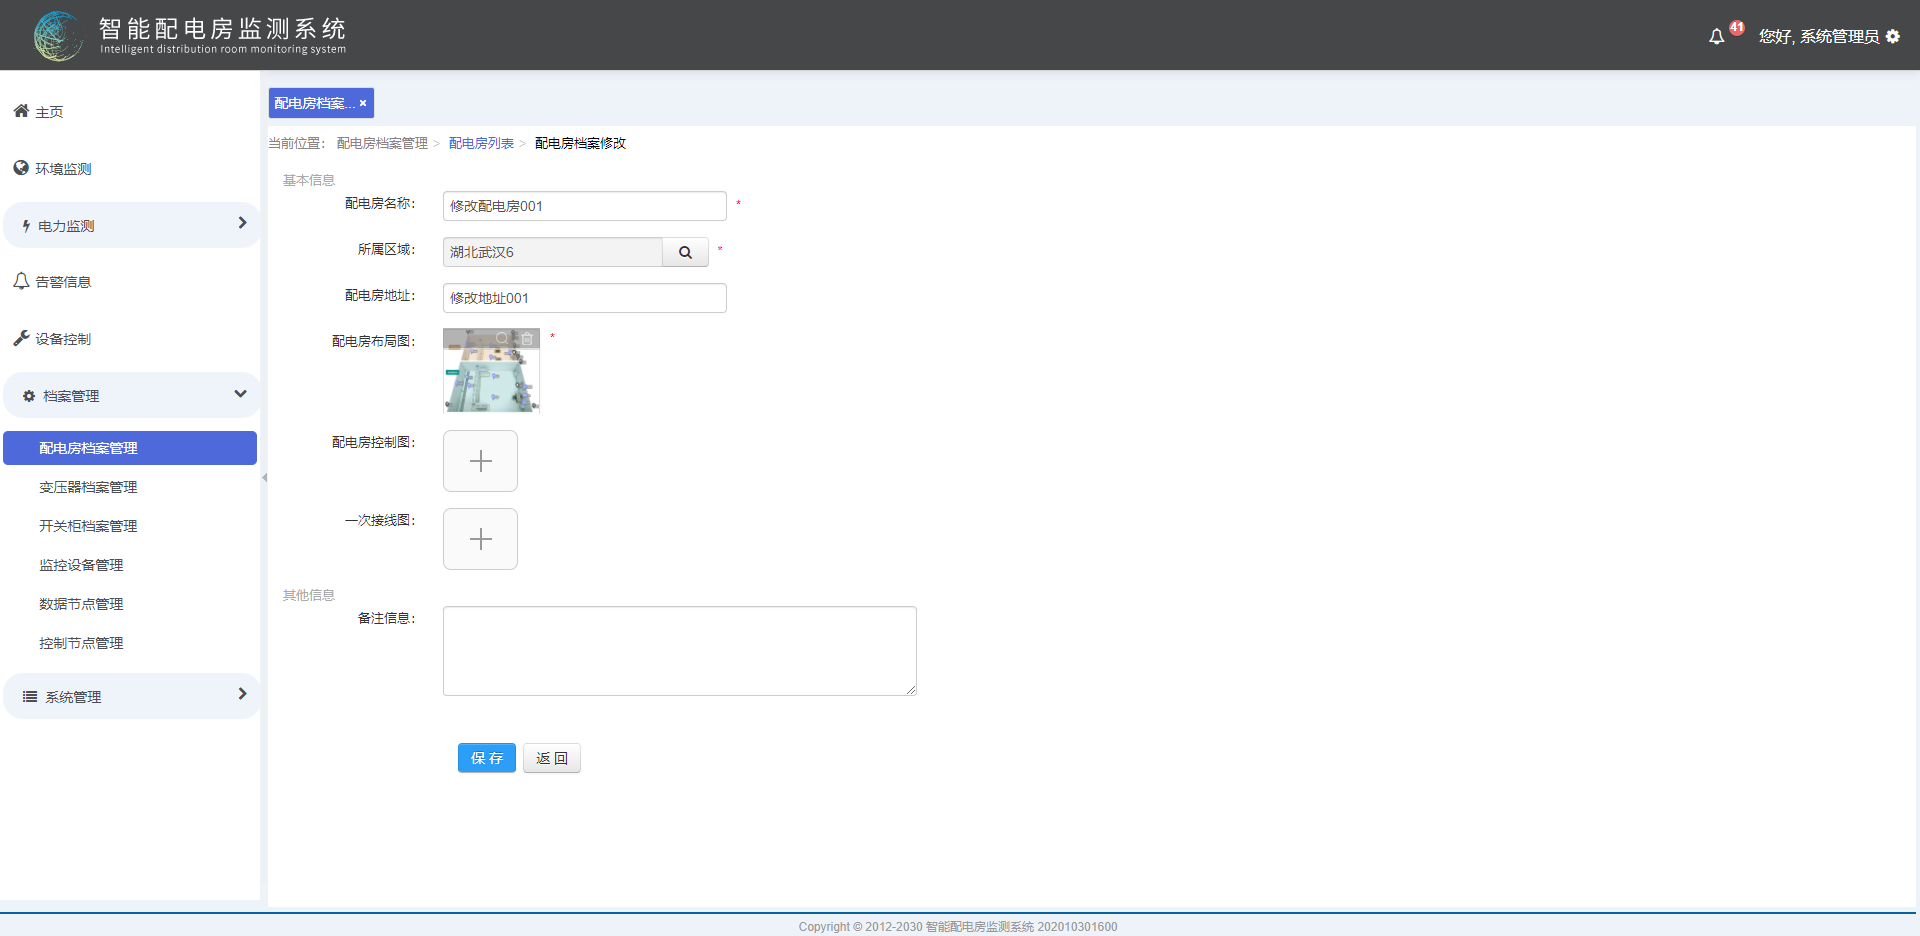 智能配电房监测系统
Intelligent distribution room monitoring system
41
您好, 系统管理员
主页
环境监测
电力监测
告警信息
设备控制
档案管理
配电房档案管理
变压器档案管理
开关柜档案管理
监控设备管理
数据节点管理
控制节点管理
系统管理
配电房档案... ×
当前位置： 配电房档案管理 > 配电房列表 > 配电房档案修改
基本信息
配电房名称： 修改配电房001 *
所属区域： 湖北武汉6 *
配电房地址： 修改地址001
配电房布局图： *
配电房控制图：
一次接线图：
其他信息
备注信息：
保 存 返 回
Copyright © 2012-2030 智能配电房监测系统 202010301600